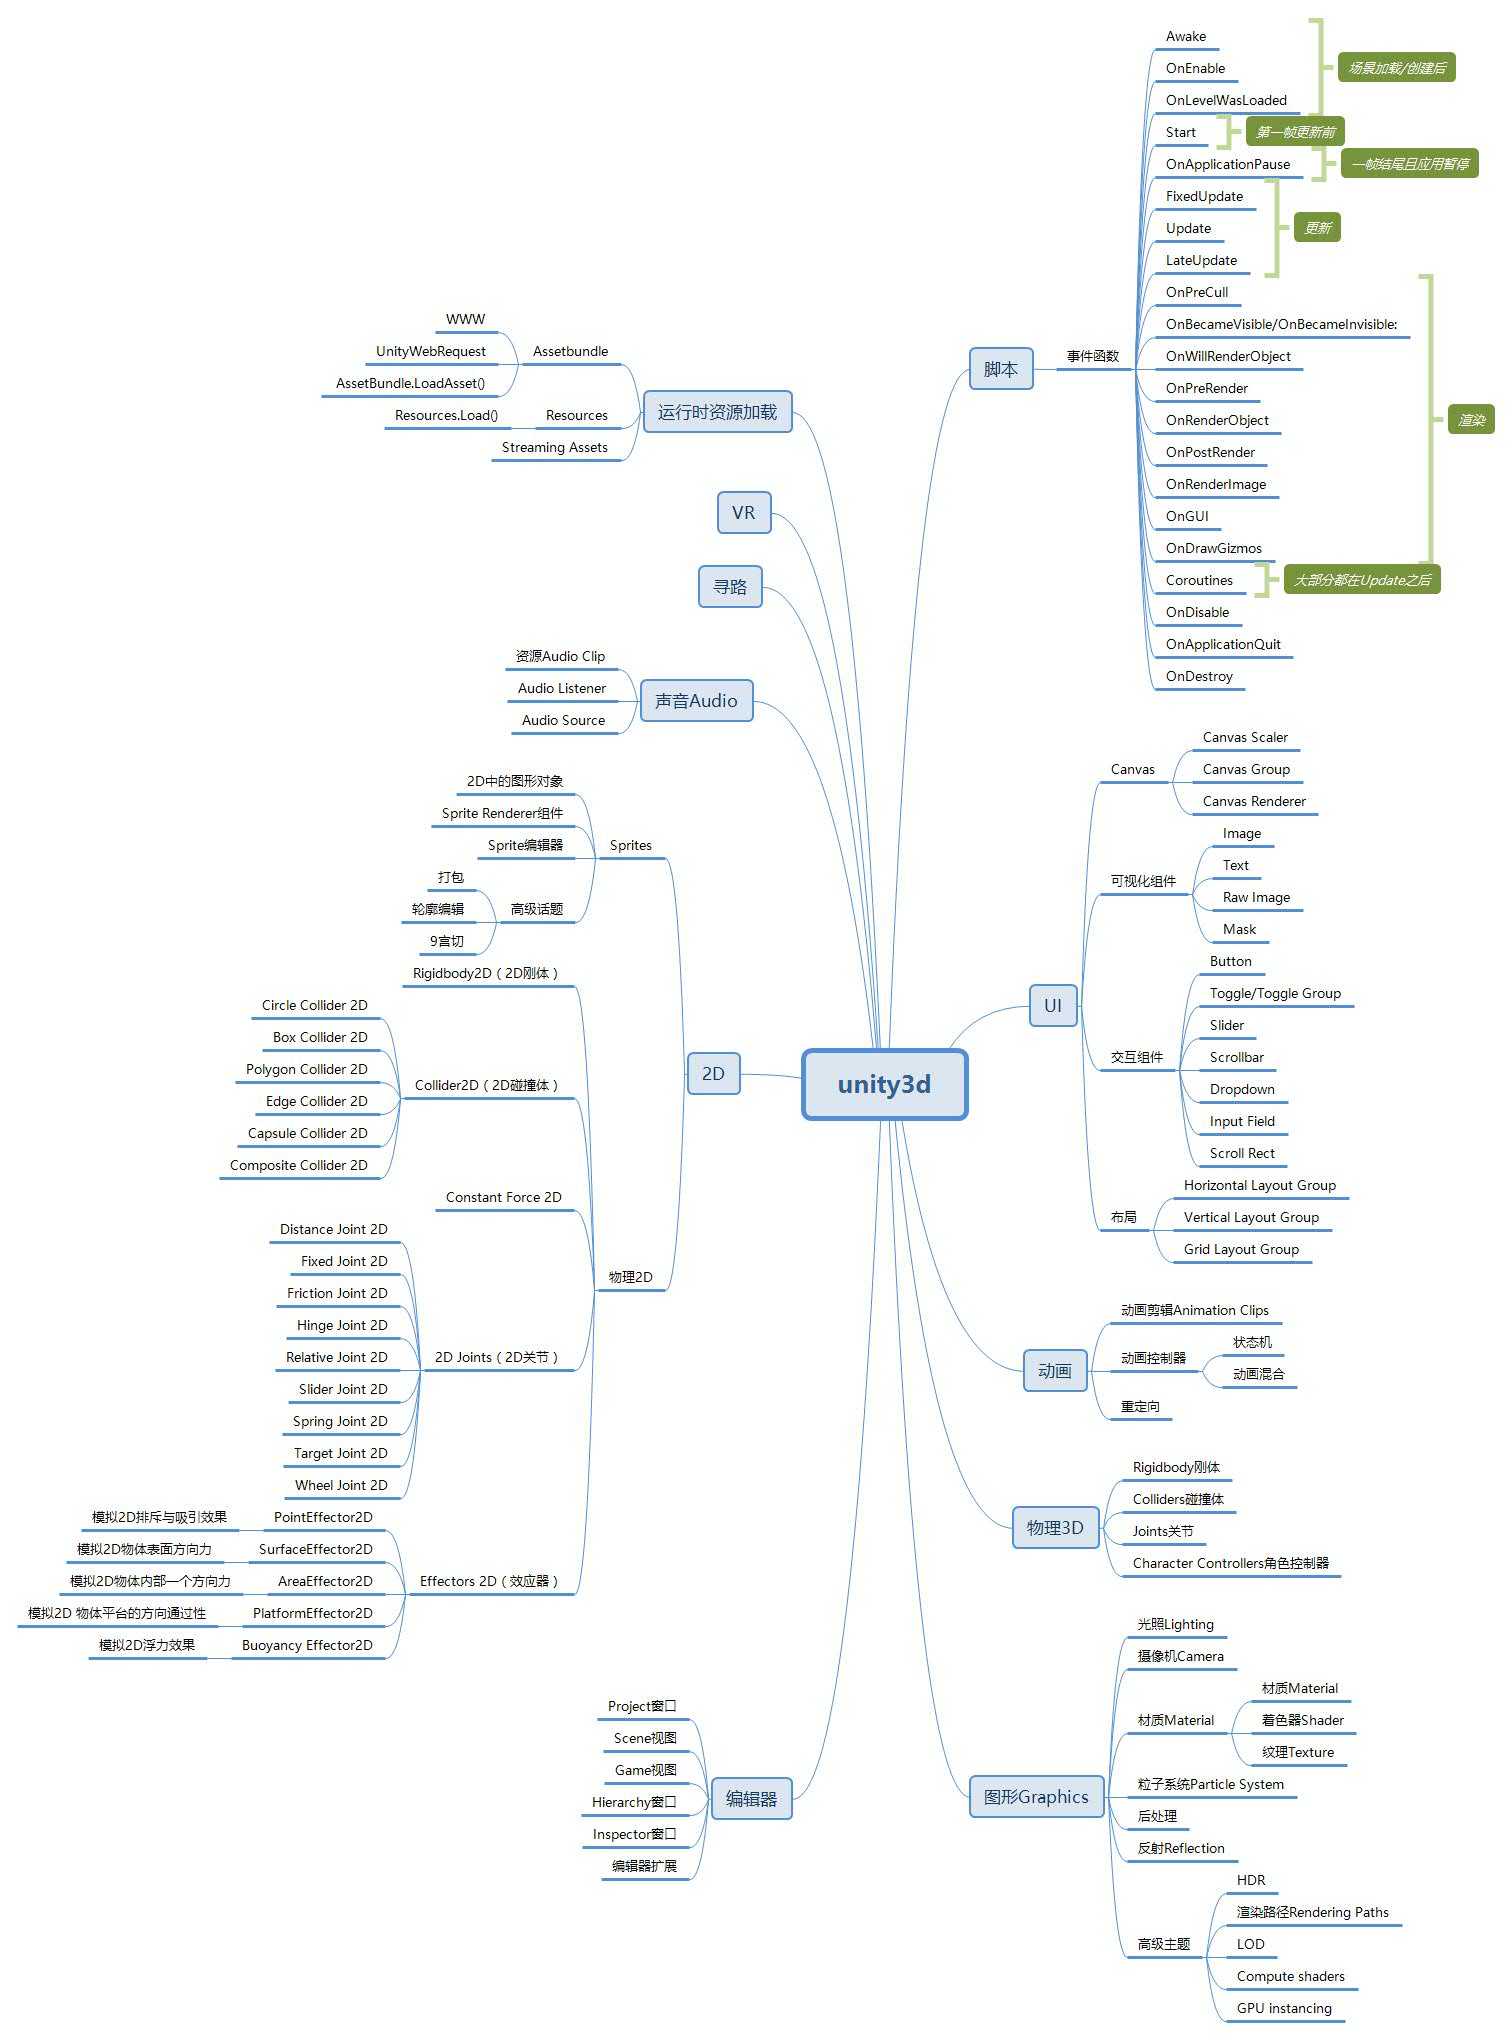 unity3d
脚本
事件函数
Awake
OnEnable
OnLevelWasLoaded
场景加载/创建后
Start
第一帧更新前
OnApplicationPause
一帧结尾且应用暂停
FixedUpdate
Update
LateUpdate
更新
OnPreCull
OnBecameVisible/OnBecameInvisible:
OnWillRenderObject
OnPreRender
OnRenderObject
OnPostRender
OnRenderImage
OnGUI
OnDrawGizmos
渲染
Coroutines
大部分都在Update之后
OnDisable
OnApplicationQuit
OnDestroy
UI
Canvas
Canvas Scaler
Canvas Group
Canvas Renderer
可视化组件
Image
Text
Raw Image
Mask
交互组件
Button
Toggle/Toggle Group
Slider
Scrollbar
Dropdown
Input Field
Scroll Rect
布局
Horizontal Layout Group
Vertical Layout Group
Grid Layout Group
动画
动画剪辑Animation Clips
动画控制器
状态机
动画混合
重定向
物理3D
Rigidbody刚体
Colliders碰撞体
Joints关节
Character Controllers角色控制器
图形Graphics
光照Lighting
摄像机Camera
材质Material
材质Material
着色器Shader
纹理Texture
粒子系统Particle System
后处理
反射Reflection
高级主题
HDR
渲染路径Rendering Paths
LOD
Compute shaders
GPU instancing
运行时资源加载
Assetbundle
WWW
UnityWebRequest
AssetBundle.LoadAsset()
Resources
Resources.Load()
Streaming Assets
VR
寻路
声音Audio
资源Audio Clip
Audio Listener
Audio Source
2D
Sprites
2D中的图形对象
Sprite Renderer组件
Sprite编辑器
高级话题
打包
轮廓编辑
9宫切
物理2D
Rigidbody2D（2D刚体）
Collider2D（2D碰撞体）
Circle Collider 2D
Box Collider 2D
Polygon Collider 2D
Edge Collider 2D
Capsule Collider 2D
Composite Collider 2D
Constant Force 2D
2D Joints（2D关节）
Distance Joint 2D
Fixed Joint 2D
Friction Joint 2D
Hinge Joint 2D
Relative Joint 2D
Slider Joint 2D
Spring Joint 2D
Target Joint 2D
Wheel Joint 2D
Effectors 2D（效应器）
PointEffector2D
模拟2D排斥与吸引效果
SurfaceEffector2D
模拟2D物体表面方向力
AreaEffector2D
模拟2D物体内部一个方向力
PlatformEffector2D
模拟2D 物体平台的方向通过性
Buoyancy Effector2D
模拟2D浮力效果
编辑器
Project窗口
Scene视图
Game视图
Hierarchy窗口
Inspector窗口
编辑器扩展